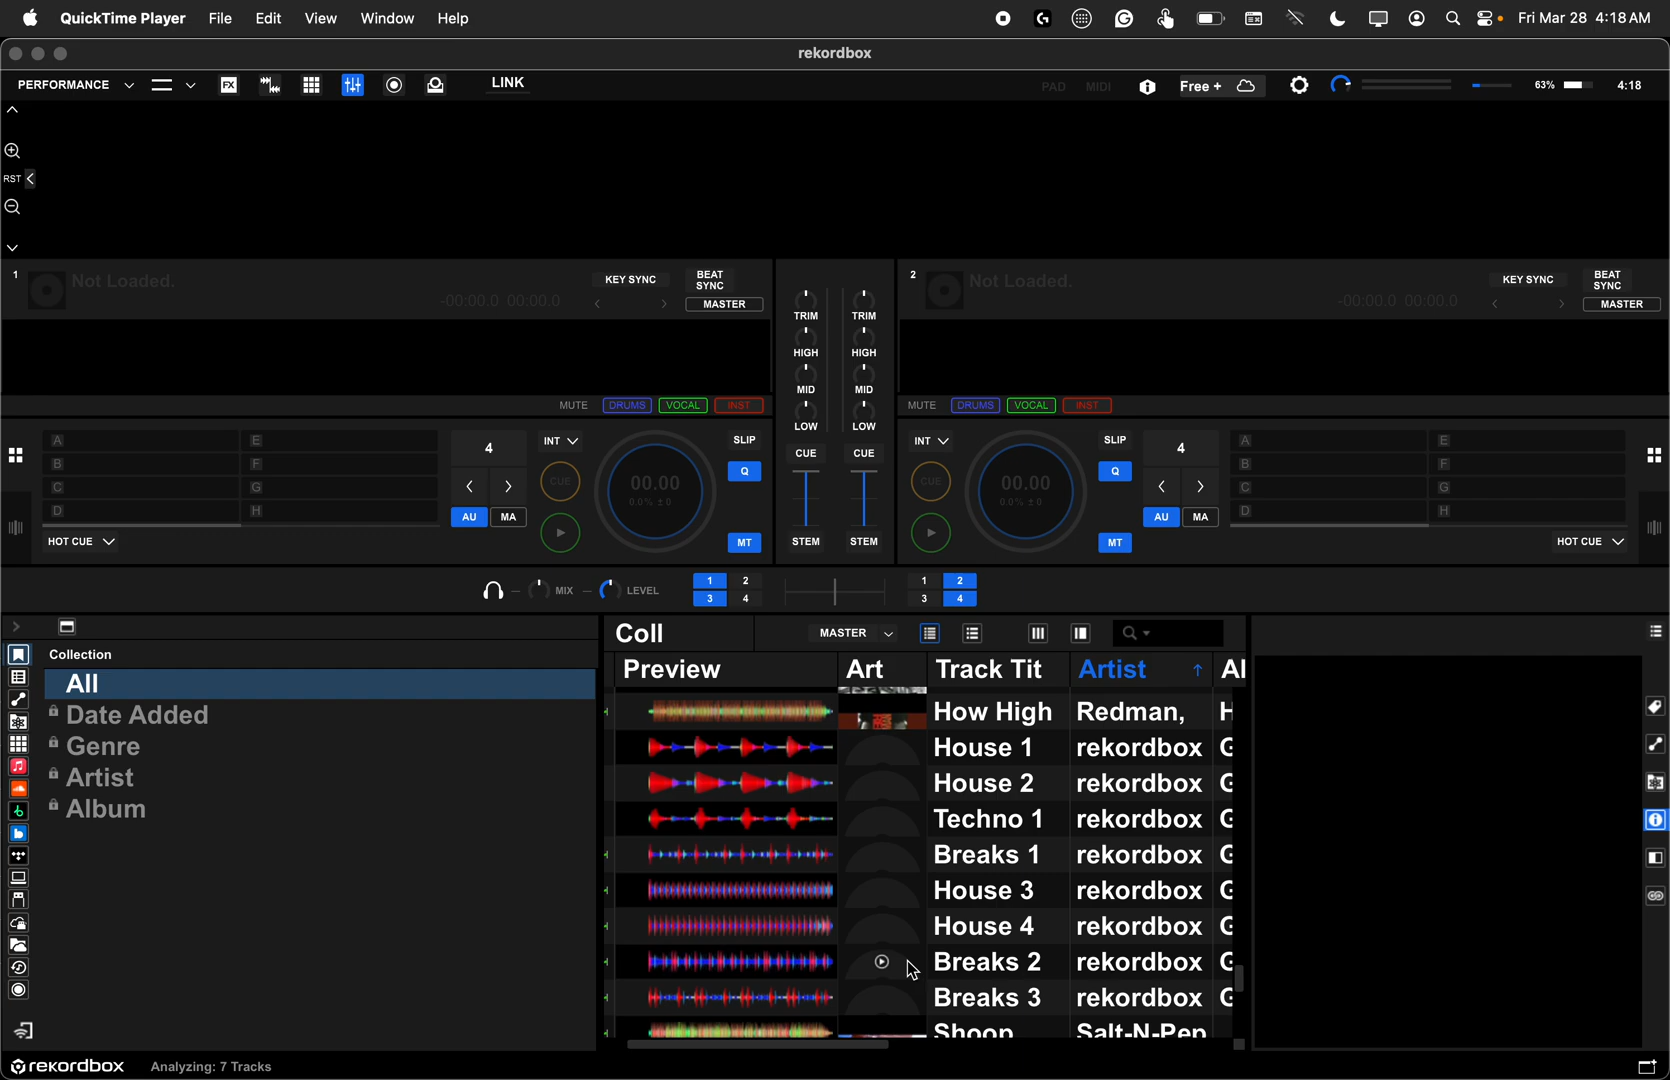 QuickTime Player File Edit View Window Help Fri Mar 28 4:18 AM
rekordbox
PERFORMANCE FX LINK PAD MIDI Free + 63% 4:18
RST
1 Not Loaded. -00:00.0 00:00.0 KEY SYNC BEAT SYNC MASTER
2 Not Loaded. -00:00.0 00:00.0 KEY SYNC BEAT SYNC MASTER
TRIM TRIM
HIGH HIGH
MID MID
LOW LOW
MUTE DRUMS VOCAL INST
MUTE DRUMS VOCAL INST
A E 4 INT SLIP
B F
C G CUE 00.00 Q
0.0% ±0
D H AU MA
HOT CUE MT
CUE CUE
STEM STEM
INT SLIP 4 A E
B F
CUE 00.00 Q C G
0.0% ±0
AU MA D H
MT HOT CUE
MIX LEVEL 1 2 1 2
3 4 3 4
Collection
All
Date Added
Genre
Artist
Album
Coll MASTER
Preview Art Track Tit Artist Al
How High Redman, H
House 1 rekordbox G
House 2 rekordbox G
Techno 1 rekordbox G
Breaks 1 rekordbox G
House 3 rekordbox G
House 4 rekordbox G
Breaks 2 rekordbox G
Breaks 3 rekordbox G
Shoop Salt-N-Pep
rekordbox Analyzing: 7 Tracks